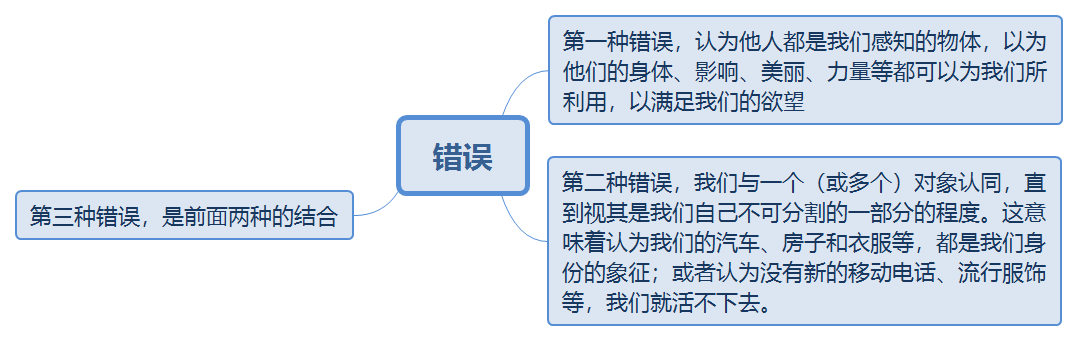 错误
第一种错误，认为他人都是我们感知的物体，以为
他们的身体、影响、美丽、力量等都可以为我们所
利用，以满足我们的欲望
第二种错误，我们与一个（或多个）对象认同，直
到视其是我们自己不可分割的一部分的程度。这意
味着认为我们的汽车、房子和衣服等，都是我们身
份的象征；或者认为没有新的移动电话、流行服饰
等，我们就活不下去。
第三种错误，是前面两种的结合